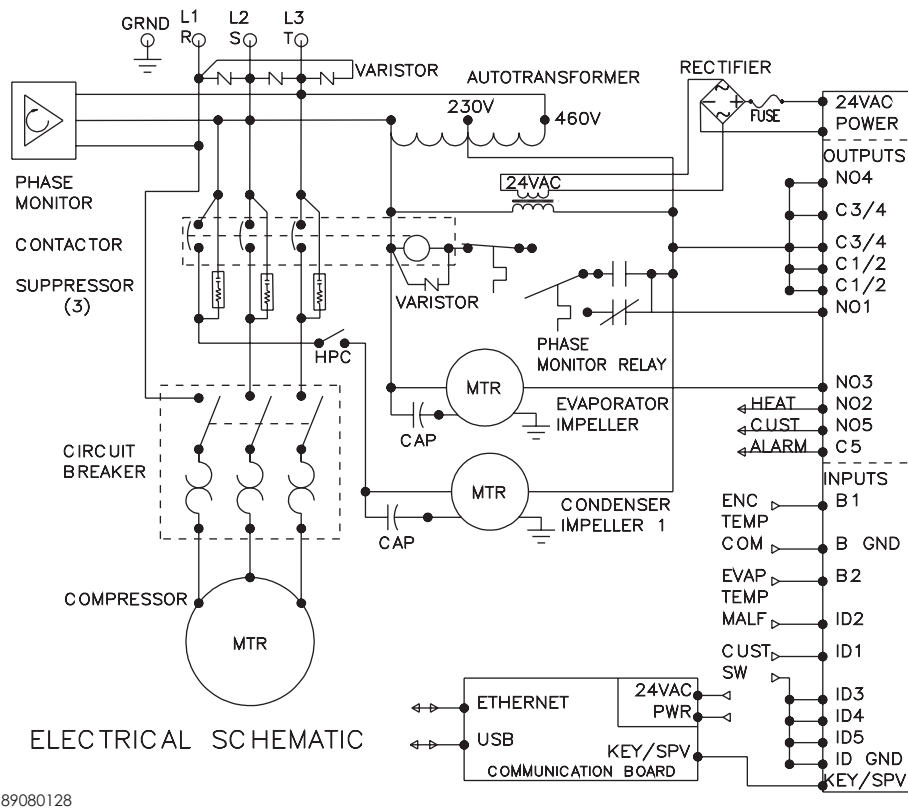 GRND
L1
R
L2
S
L3
T
VARISTOR
AUTOTRANSFORMER
230V
460V
RECTIFIER
FUSE
24VAC
POWER
OUTPUTS
PHASE
MONITOR
24VAC
NO4
C3/4
C3/4
C1/2
C1/2
NO1
CONTACTOR
SUPPRESSOR
(3)
VARISTOR
PHASE
MONITOR RELAY
HPC
MTR
CAP
EVAPORATOR
IMPELLER
NO3
HEAT
NO2
CUST
NO5
ALARM
C5
CIRCUIT
BREAKER
INPUTS
MTR
CAP
CONDENSER
IMPELLER 1
ENC
TEMP
B1
COM
B GND
EVAP
TEMP
B2
MALF
ID2
CUST
SW
ID1
COMPRESSOR
MTR
ID3
ID4
ID5
ID GND
KEY/SPV
ETHERNET
USB
24VAC
PWR
KEY/SPV
COMMUNICATION BOARD
ELECTRICAL SCHEMATIC
89080128